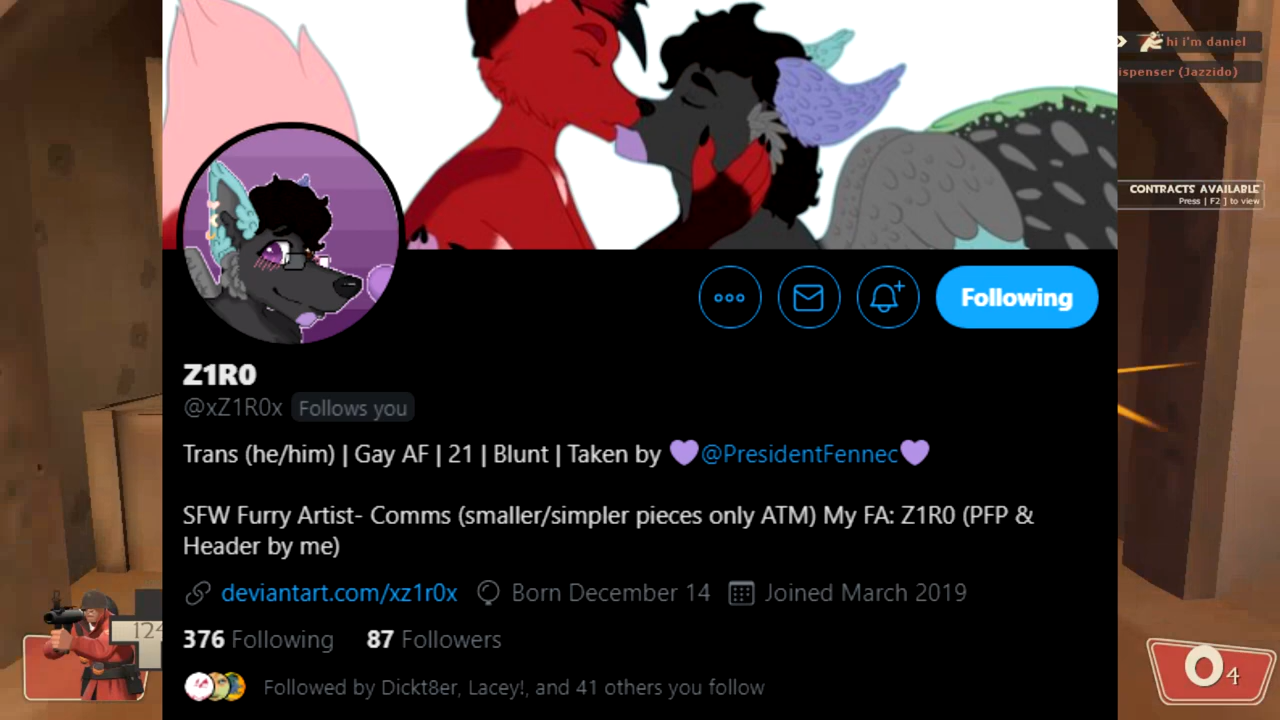 hi i'm daniel
ispenser (Jazzido)
CONTRACTS AVAILABLE
Press [ F2 ] to view
Following
Z1R0
@xZ1R0x Follows you
Trans (he/him) | Gay AF | 21 | Blunt | Taken by 💜@PresidentFennec💜
SFW Furry Artist- Comms (smaller/simpler pieces only ATM) My FA: Z1R0 (PFP &
Header by me)
deviantart.com/xz1r0x Born December 14 Joined March 2019
376 Following 87 Followers
Followed by Dickt8er, Lacey!, and 41 others you follow
124
0 4